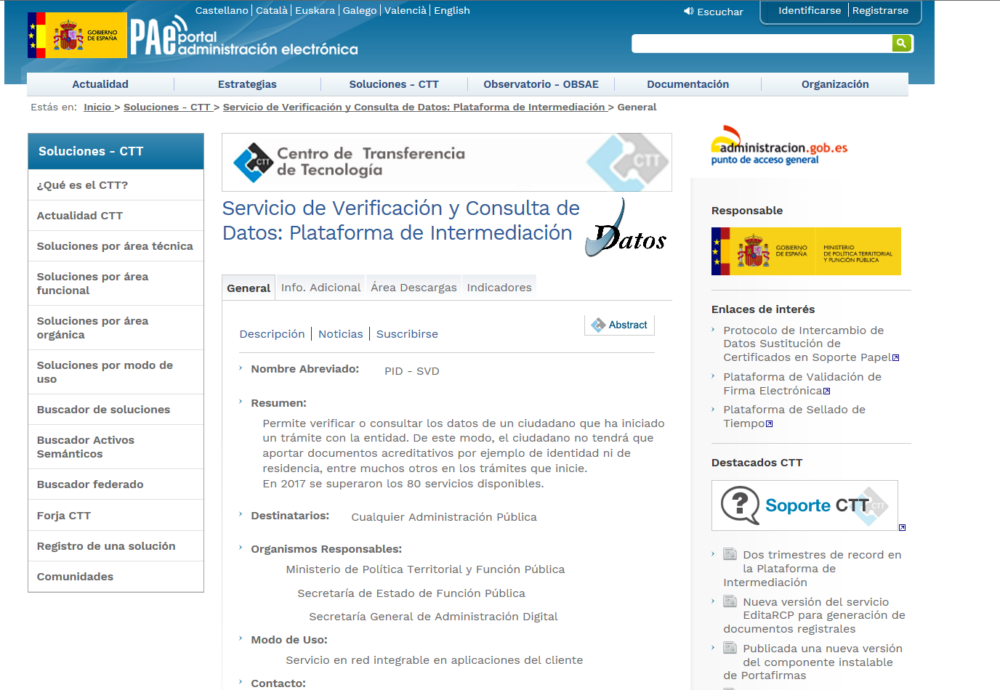 Castellano | Català | Euskara | Galego | Valencià | English
Escuchar
Identificarse | Registrarse
GOBIERNO
DE ESPAÑA
PAe portal
administración electrónica
Actualidad
Estrategias
Soluciones - CTT
Observatorio - OBSAE
Documentación
Organización
Estás en: Inicio > Soluciones - CTT > Servicio de Verificación y Consulta de Datos: Plataforma de Intermediación > General
Soluciones - CTT
¿Qué es el CTT?
Actualidad CTT
Soluciones por área técnica
Soluciones por área
funcional
Soluciones por área
orgánica
Soluciones por modo de
uso
Buscador de soluciones
Buscador Activos
Semánticos
Buscador federado
Forja CTT
Registro de una solución
Comunidades
CTT
Centro de Transferencia
de Tecnología
CTT
Servicio de Verificación y Consulta de
Datos: Plataforma de Intermediación
Datos
General
Info. Adicional
Área Descargas
Indicadores
Descripción | Noticias | Suscribirse
Abstract
Nombre Abreviado: PID - SVD
Resumen:
Permite verificar o consultar los datos de un ciudadano que ha iniciado
un trámite con la entidad. De este modo, el ciudadano no tendrá que
aportar documentos acreditativos por ejemplo de identidad ni de
residencia, entre muchos otros en los trámites que inicie.
En 2017 se superaron los 80 servicios disponibles.
Destinatarios: Cualquier Administración Pública
Organismos Responsables:
Ministerio de Política Territorial y Función Pública
Secretaría de Estado de Función Pública
Secretaría General de Administración Digital
Modo de Uso:
Servicio en red integrable en aplicaciones del cliente
Contacto:
administracion.gob.es
punto de acceso general
Responsable
GOBIERNO
DE ESPAÑA
MINISTERIO
DE POLÍTICA TERRITORIAL
Y FUNCIÓN PÚBLICA
Enlaces de interés
Protocolo de Intercambio de
Datos Sustitución de
Certificados en Soporte Papel
Plataforma de Validación de
Firma Electrónica
Plataforma de Sellado de
Tiempo
Destacados CTT
? Soporte CTT
CTT
Dos trimestres de record en
la Plataforma de
Intermediación
Nueva versión del servicio
EditaRCP para generación de
documentos registrales
Publicada una nueva versión
del componente instalable
de Portafirmas